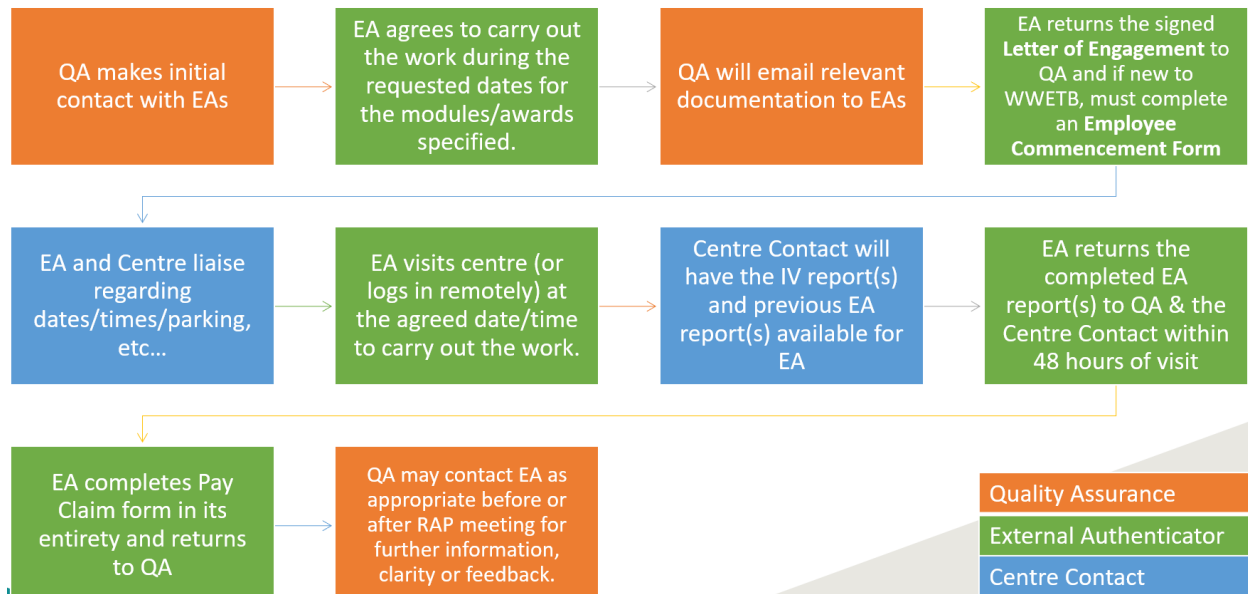 QA makes initial
contact with EAs
EA agrees to carry out
the work during the
requested dates for
the modules/awards
specified.
QA will email relevant
documentation to EAs
EA returns the signed
Letter of Engagement to
QA and if new to
WWETB, must complete
an Employee
Commencement Form
EA and Centre liaise
regarding
dates/times/parking,
etc…
EA visits centre (or
logs in remotely) at
the agreed date/time
to carry out the work.
Centre Contact will
have the IV report(s)
and previous EA
report(s) available for
EA
EA returns the
completed EA
report(s) to QA & the
Centre Contact within
48 hours of visit
EA completes Pay
Claim form in its
entirety and returns
to QA
QA may contact EA as
appropriate before or
after RAP meeting for
further information,
clarity or feedback.
Quality Assurance
External Authenticator
Centre Contact